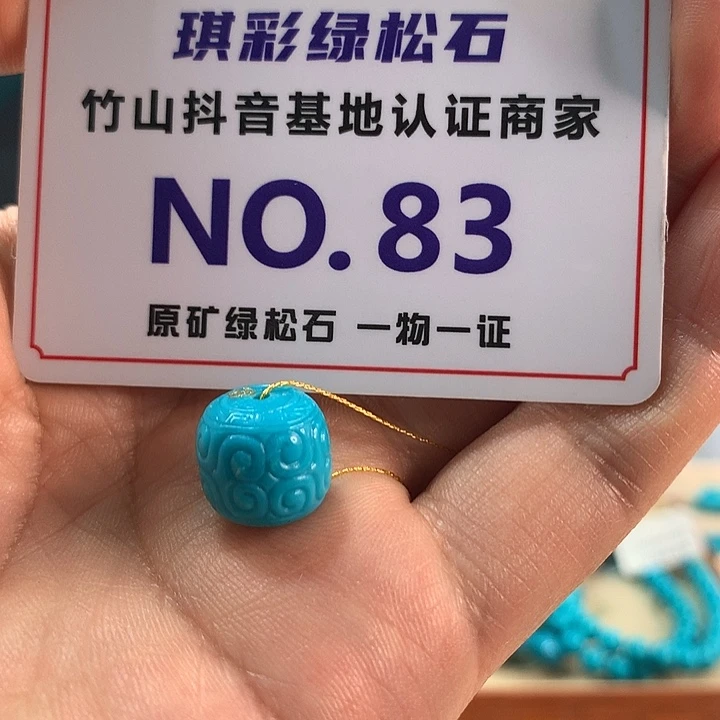 琪彩绿松石
竹山抖音基地认证商家
NO.83
原矿绿松石 一物一证